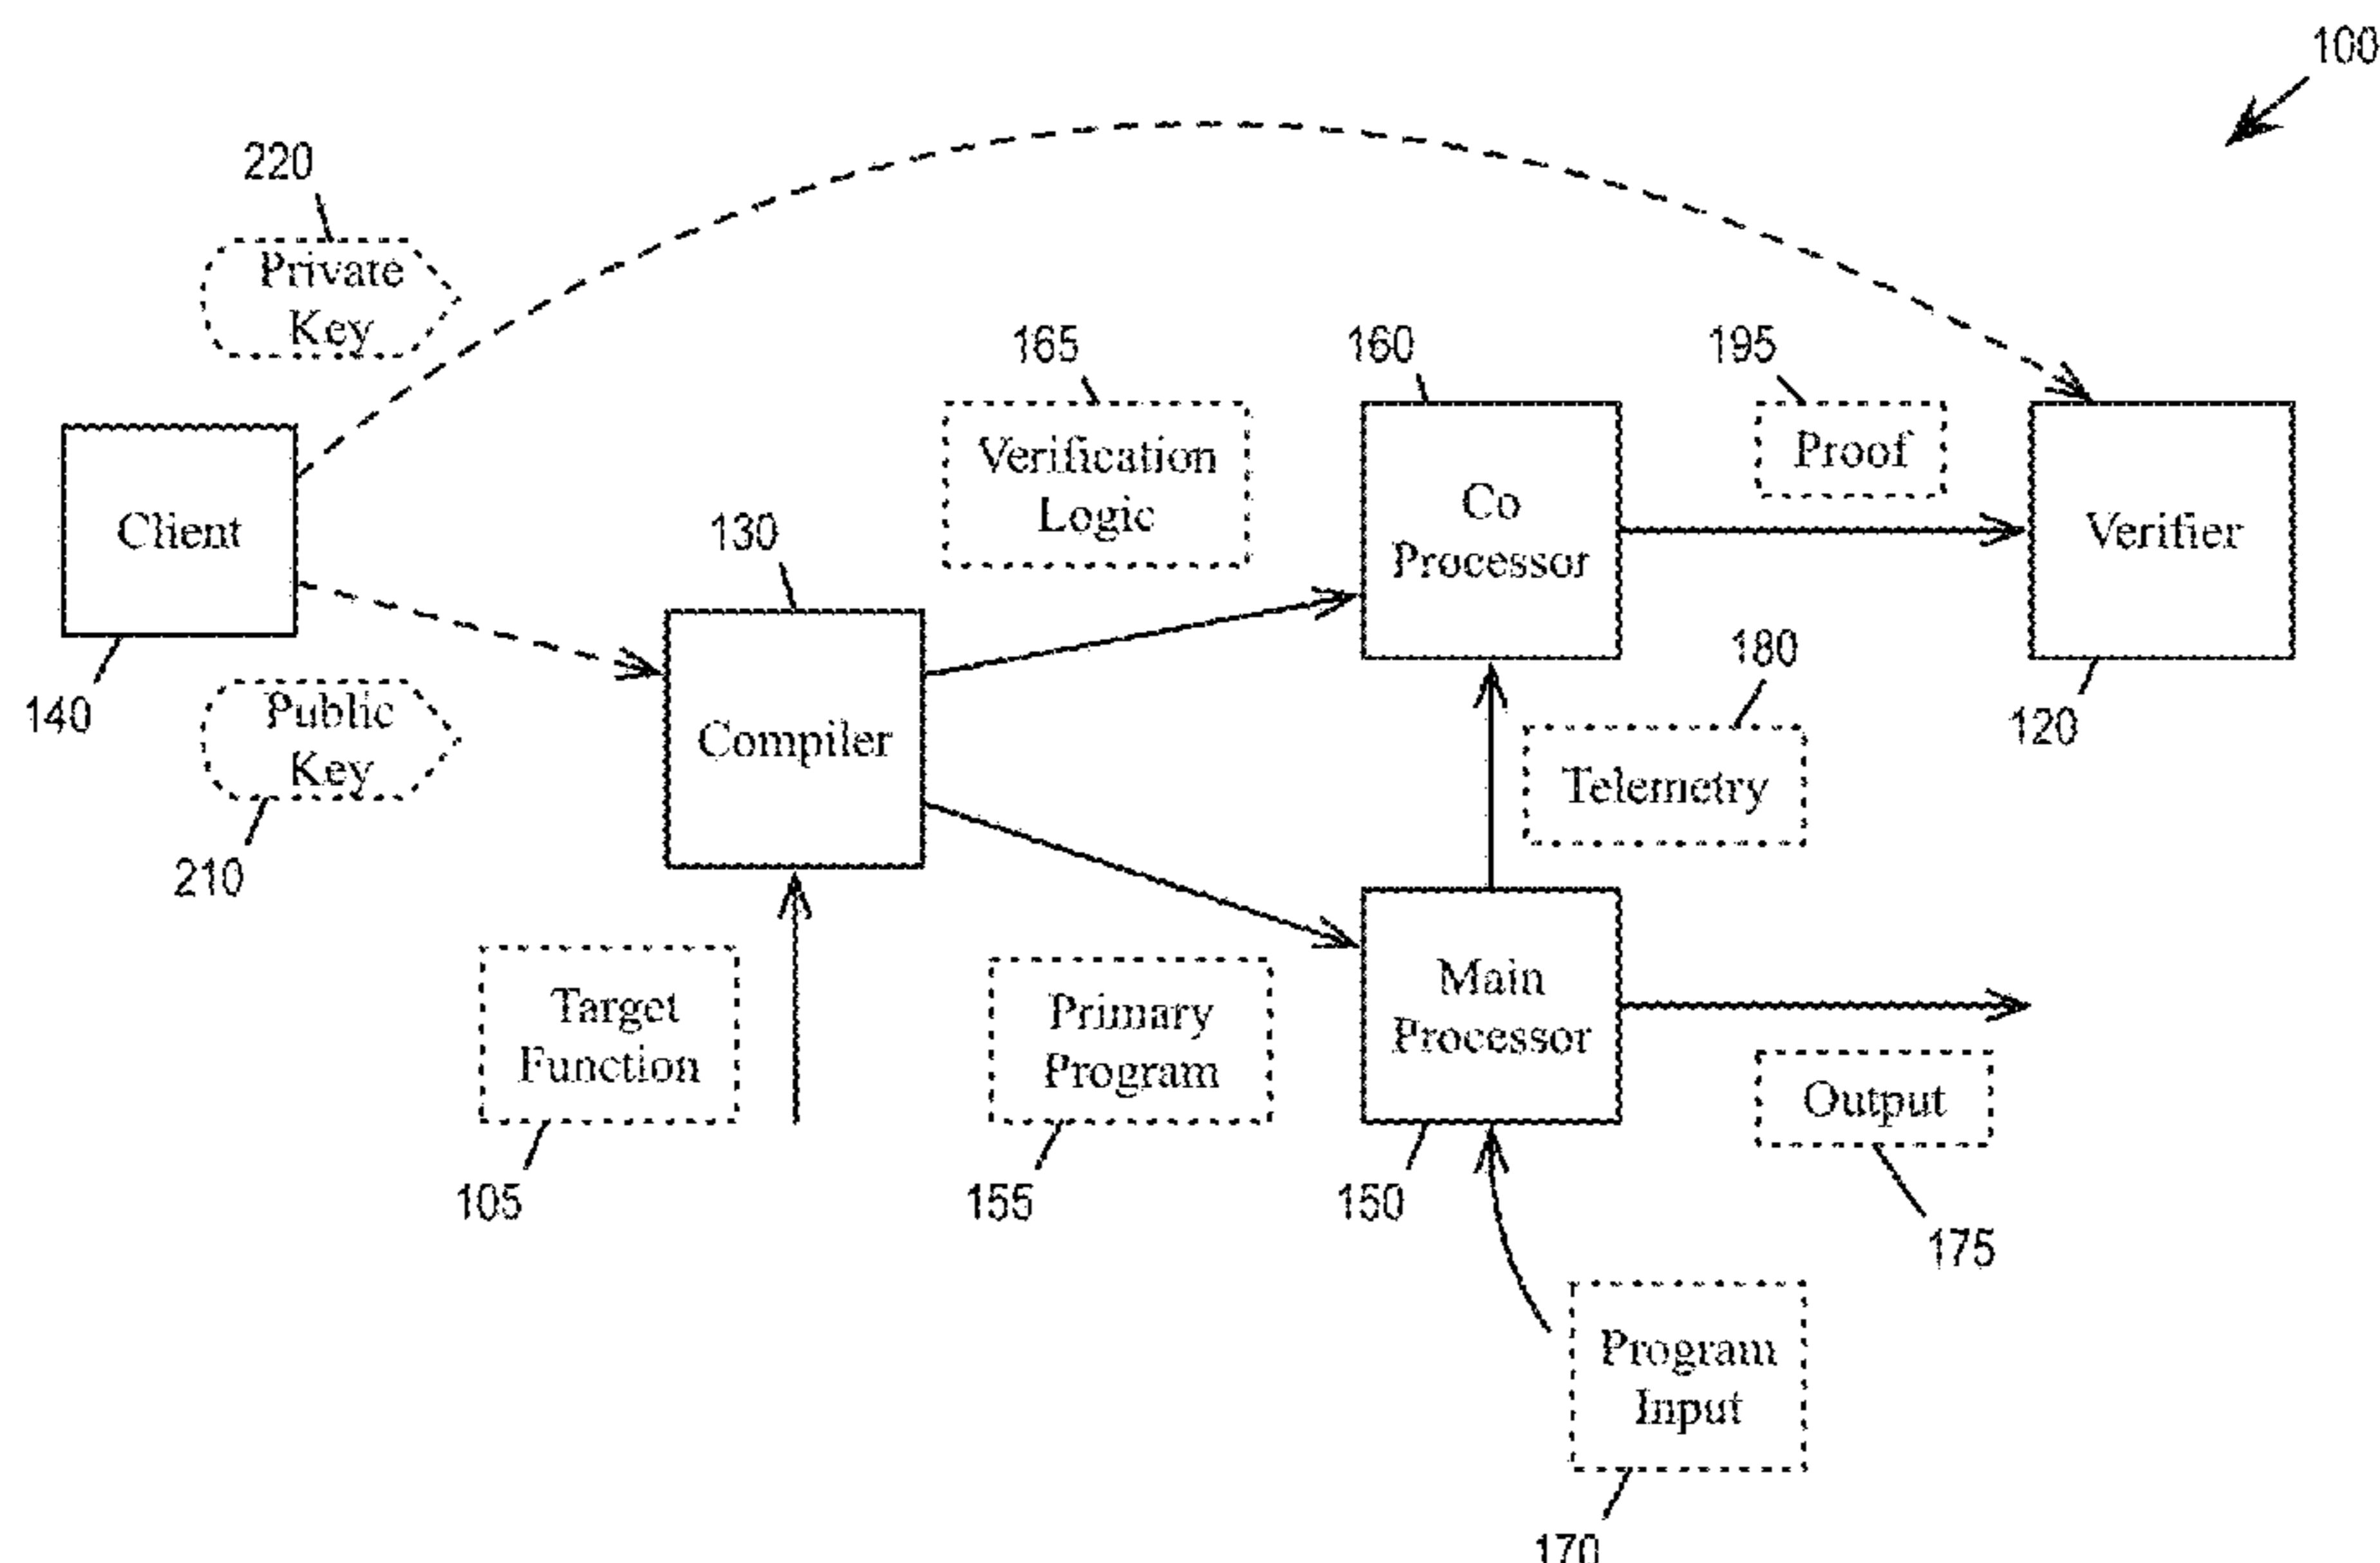 100
220
Private
Key
165
160
195
Verification
Logic
Co
Processor
Proof
Verifier
Client
130
180
140
Public
Key
Compiler
120
Telemetry
210
Target
Function
Primary
Program
Main
Processor
Output
105
155
150
175
Program
Input
170